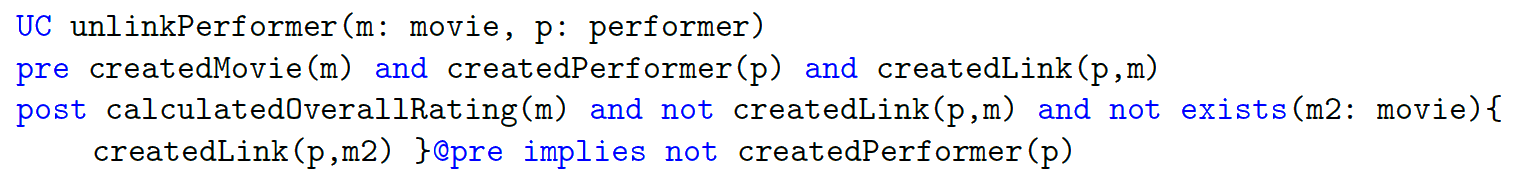 UC unlinkPerformer(m: movie, p: performer)
pre createdMovie(m) and createdPerformer(p) and createdLink(p,m)
post calculatedOverallRating(m) and not createdLink(p,m) and not exists(m2: movie){
createdLink(p,m2) }@pre implies not createdPerformer(p)